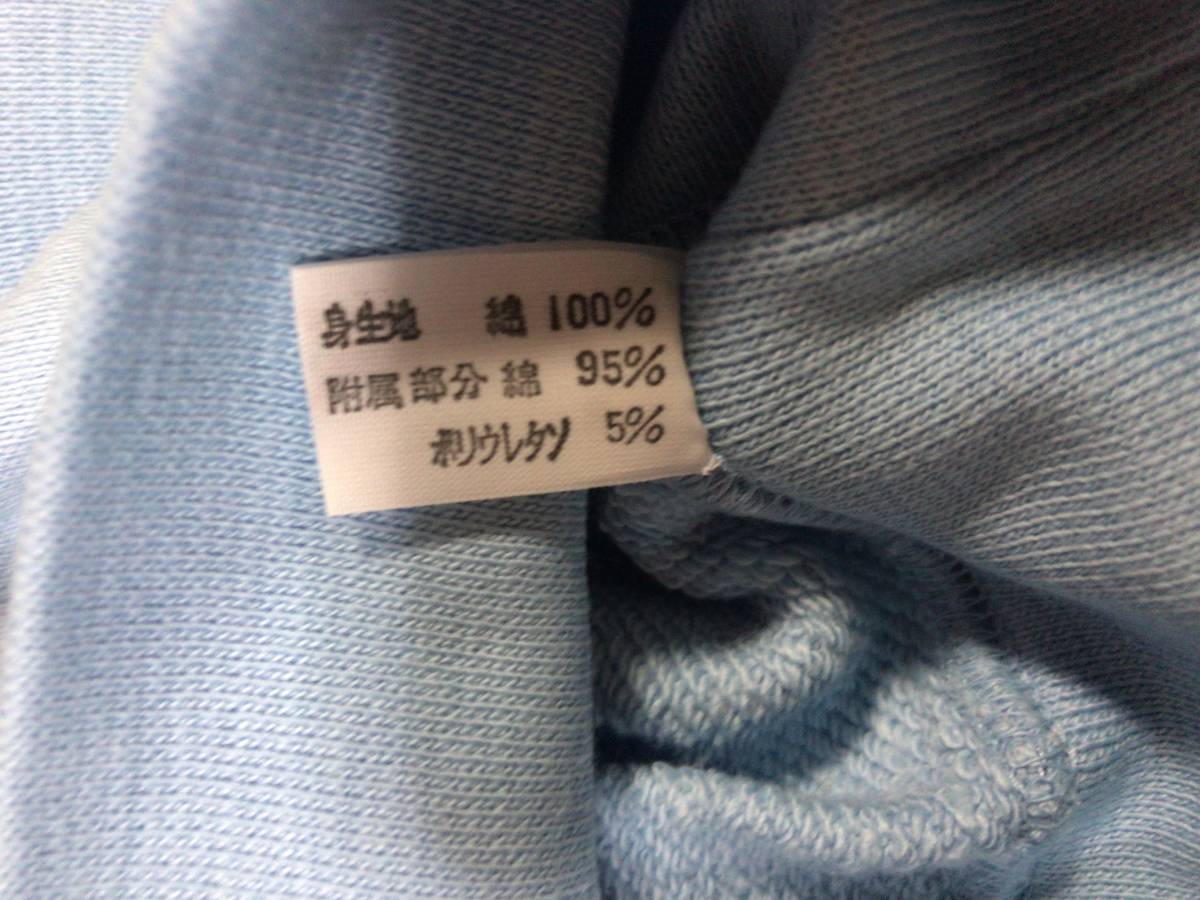 身生地 綿 100%
附属部分 綿 95%
ポリウレタン 5%